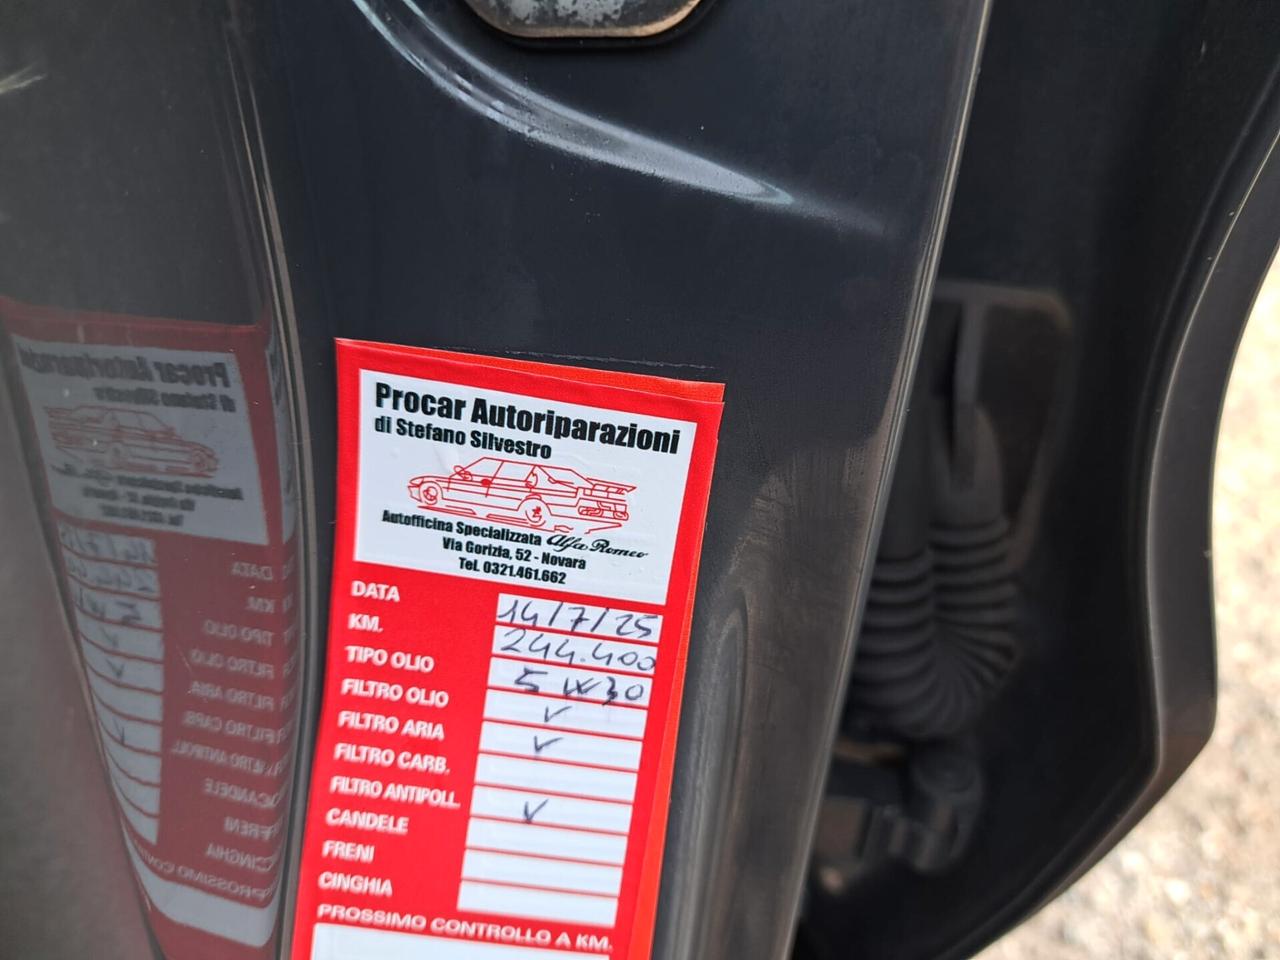 Procar Autoriparazioni
di Stefano Silvestro
Autofficina Specializzata Alfa Romeo
Via Gorizia, 52 - Novara
Tel. 0321.461.662
DATA 14/7/25
KM. 244.400
TIPO OLIO 5W30
FILTRO OLIO ✓
FILTRO ARIA ✓
FILTRO CARB.
FILTRO ANTIPOLL. ✓
CANDELE
FRENI
CINGHIA
PROSSIMO CONTROLLO A KM.